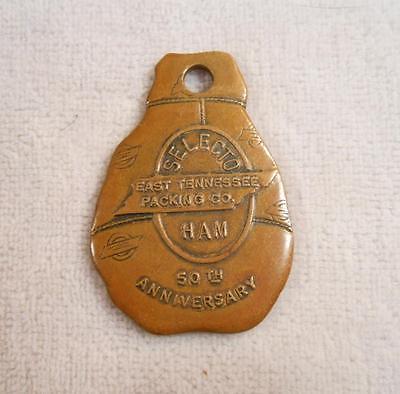 SELECTO
EAST TENNESSEE
PACKING CO.
HAM
50TH
ANNIVERSARY